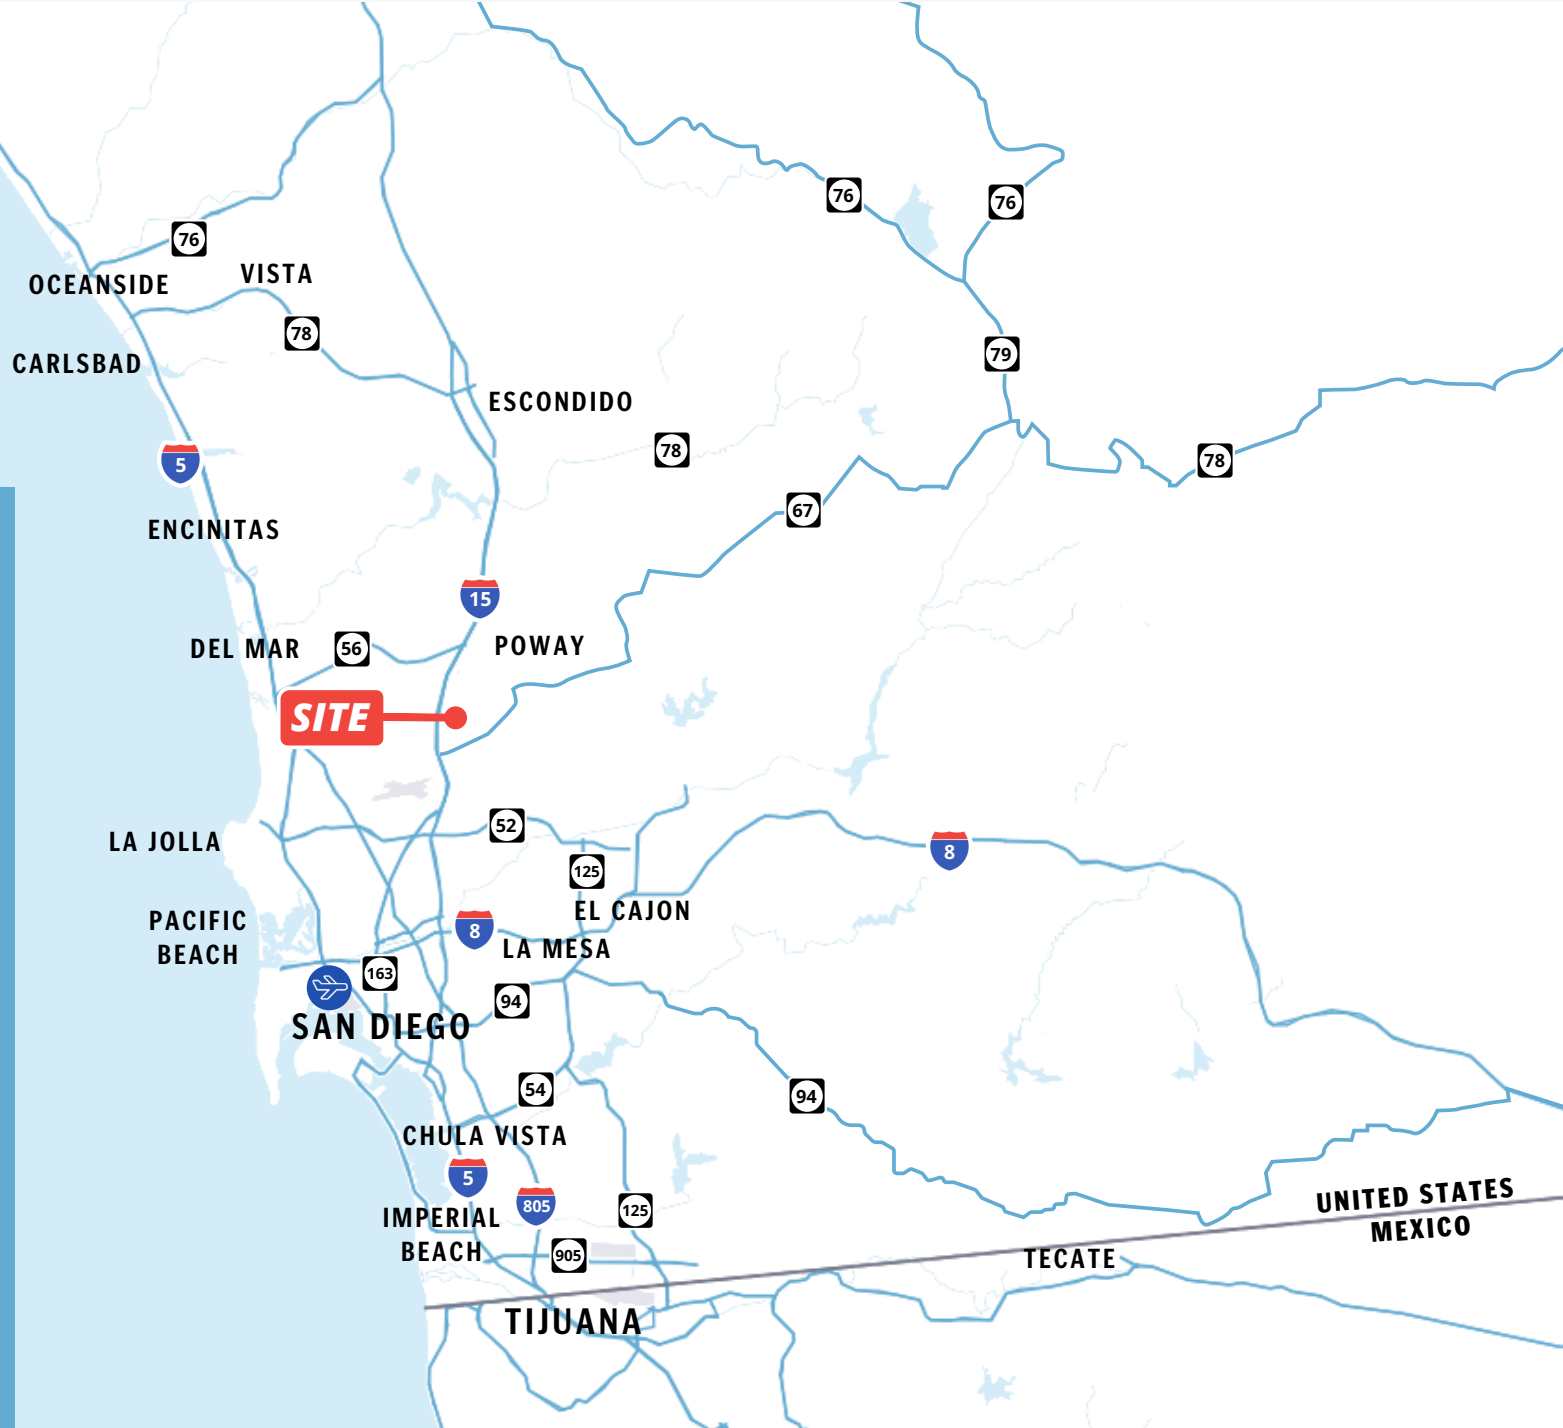 76
76
76
OCEANSIDE
VISTA
78
79
CARLSBAD
ESCONDIDO
78
5
78
67
ENCINITAS
15
DEL MAR
56
POWAY
SITE
52
LA JOLLA
8
125
EL CAJON
PACIFIC
BEACH
8
LA MESA
163
94
SAN DIEGO
54
94
CHULA VISTA
5
805
125
IMPERIAL
BEACH
UNITED STATES
MEXICO
905
TECATE
TIJUANA